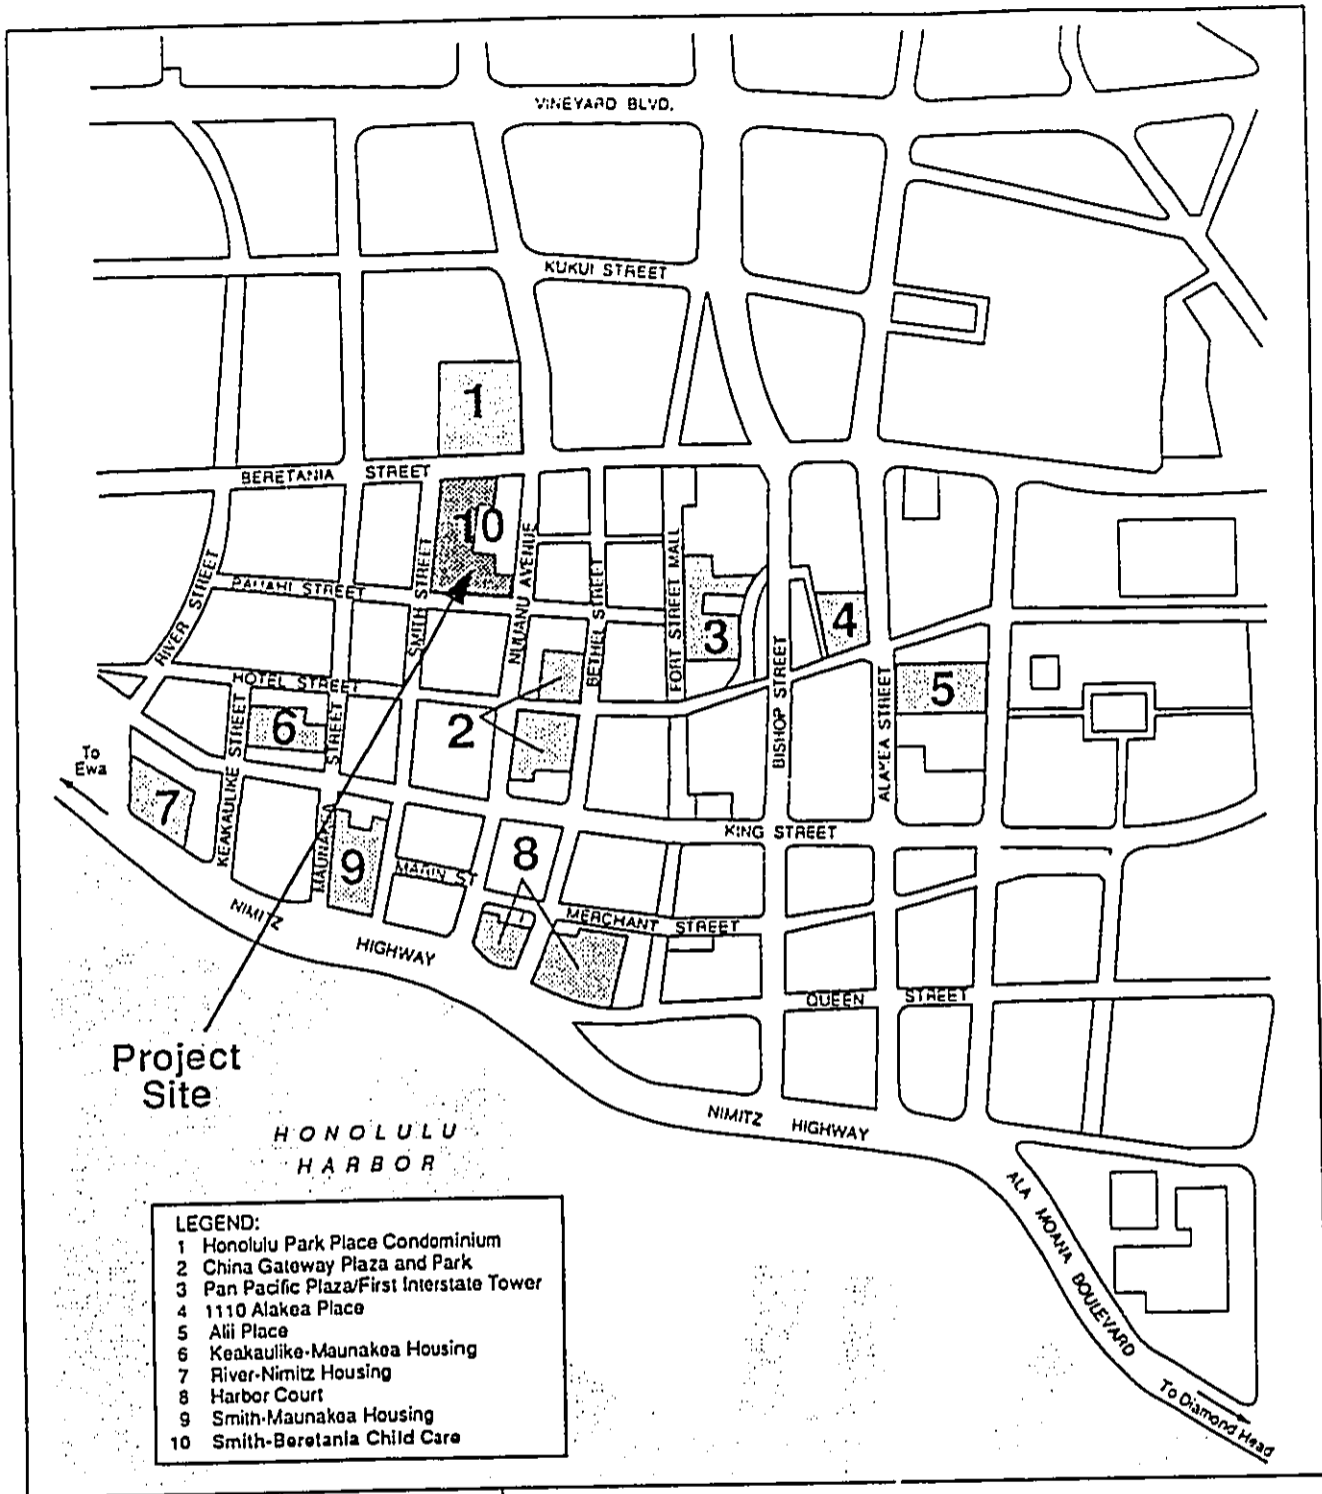 VINEYARD BLVD.
KUKUI STREET
1
BERETANIA STREET
10
RIVER STREET
PAUAHI STREET
SMITH STREET
NUUANU AVENUE
BETHEL STREET
FORT STREET MALL
3
BISHOP STREET
4
ALAKEA STREET
5
HOTEL STREET
KEAKAULIKE STREET
6
MAUNAKEA STREET
2
To
Ewa
7
9
MARIN ST
8
KING STREET
MERCHANT STREET
NIMITZ HIGHWAY
QUEEN STREET
Project
Site
NIMITZ HIGHWAY
HONOLULU
HARBOR
ALA MOANA BOULEVARD
To Diamond Head
LEGEND:
1 Honolulu Park Place Condominium
2 China Gateway Plaza and Park
3 Pan Pacific Plaza/First Interstate Tower
4 1110 Alakea Place
5 Alii Place
6 Keakaulike-Maunakea Housing
7 River-Nimitz Housing
8 Harbor Court
9 Smith-Maunakea Housing
10 Smith-Beretania Child Care